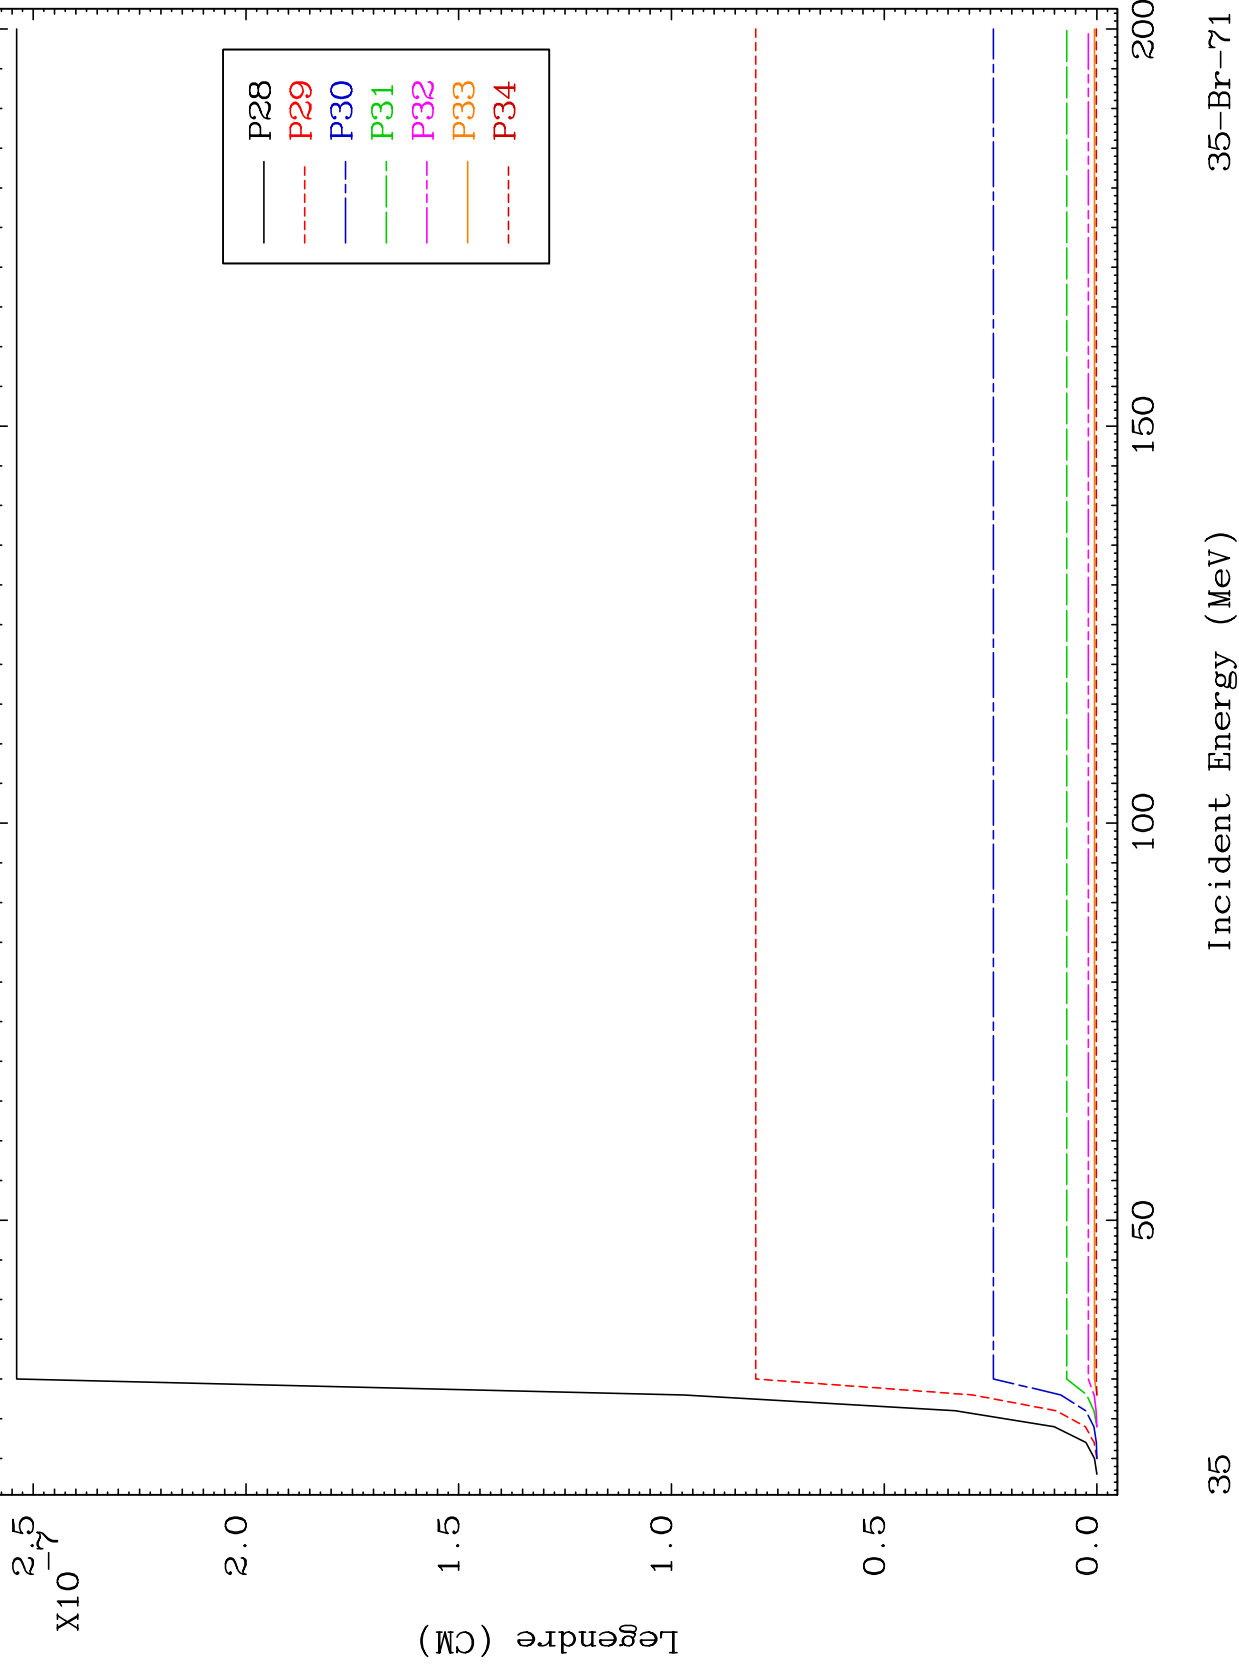 P28
P29
P30
P31
P32
P33
P34
2.5
2.0
1.5
1.0
0.5
0.0
X10-7
Legendre (CM)
50
100
150
200
Incident Energy (MeV)
35
35-Br-71